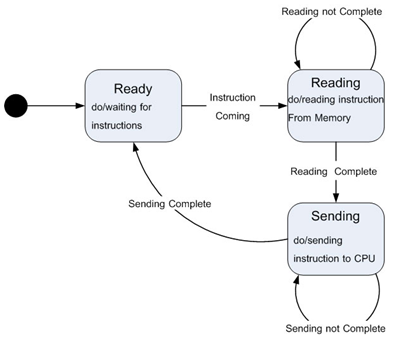 Reading not Complete
Ready
do/waiting for
instructions
Instruction
Coming
Reading
do/reading instruction
From Memory
Reading Complete
Sending Complete
Sending
do/sending
instruction to CPU
Sending not Complete